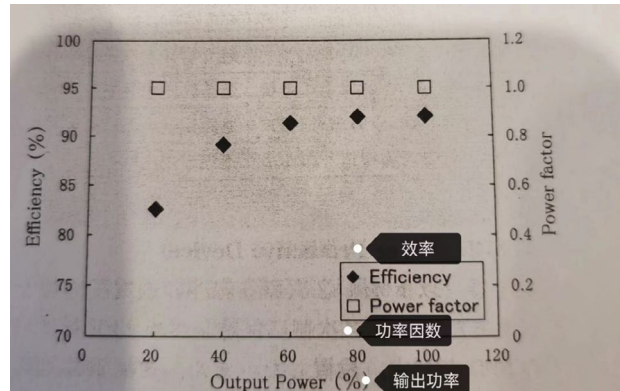 100
95
90
85
80
75
70
Efficiency (%)
1.2
1.0
0.8
0.6
0.4
0.2
0
Power factor
效率
Efficiency
Power factor
功率因数
0 20 40 60 80 100 120
Output Power (%)
输出功率